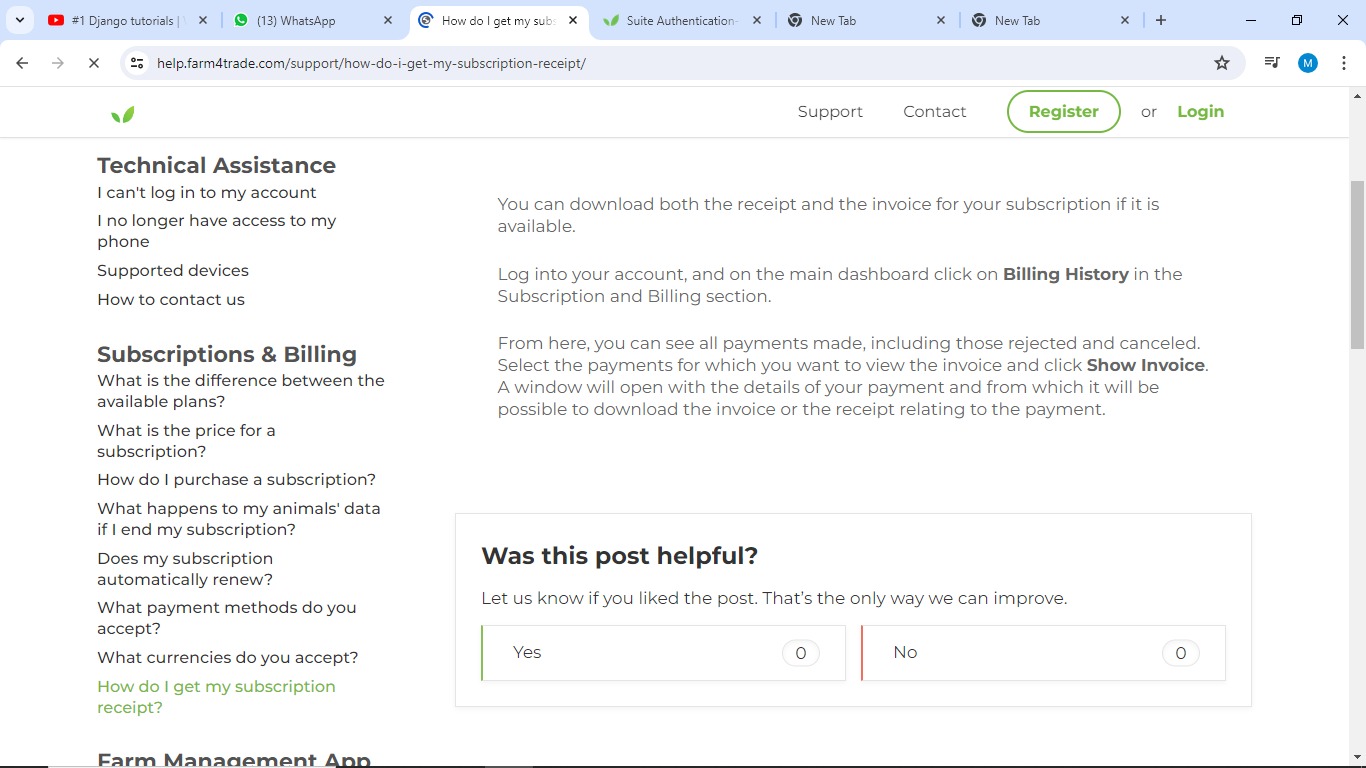 #1 Django tutorials |
(13) WhatsApp
How do I get my subs
Suite Authentication-
New Tab
New Tab
help.farm4trade.com/support/how-do-i-get-my-subscription-receipt/
M
Support
Contact
Register
or
Login
Technical Assistance
I can't log in to my account
I no longer have access to my
phone
Supported devices
How to contact us
Subscriptions & Billing
What is the difference between the
available plans?
What is the price for a
subscription?
How do I purchase a subscription?
What happens to my animals' data
if I end my subscription?
Does my subscription
automatically renew?
What payment methods do you
accept?
What currencies do you accept?
How do I get my subscription
receipt?
Farm Management App
You can download both the receipt and the invoice for your subscription if it is
available.
Log into your account, and on the main dashboard click on Billing History in the
Subscription and Billing section.
From here, you can see all payments made, including those rejected and canceled.
Select the payments for which you want to view the invoice and click Show Invoice.
A window will open with the details of your payment and from which it will be
possible to download the invoice or the receipt relating to the payment.
Was this post helpful?
Let us know if you liked the post. That’s the only way we can improve.
Yes
0
No
0